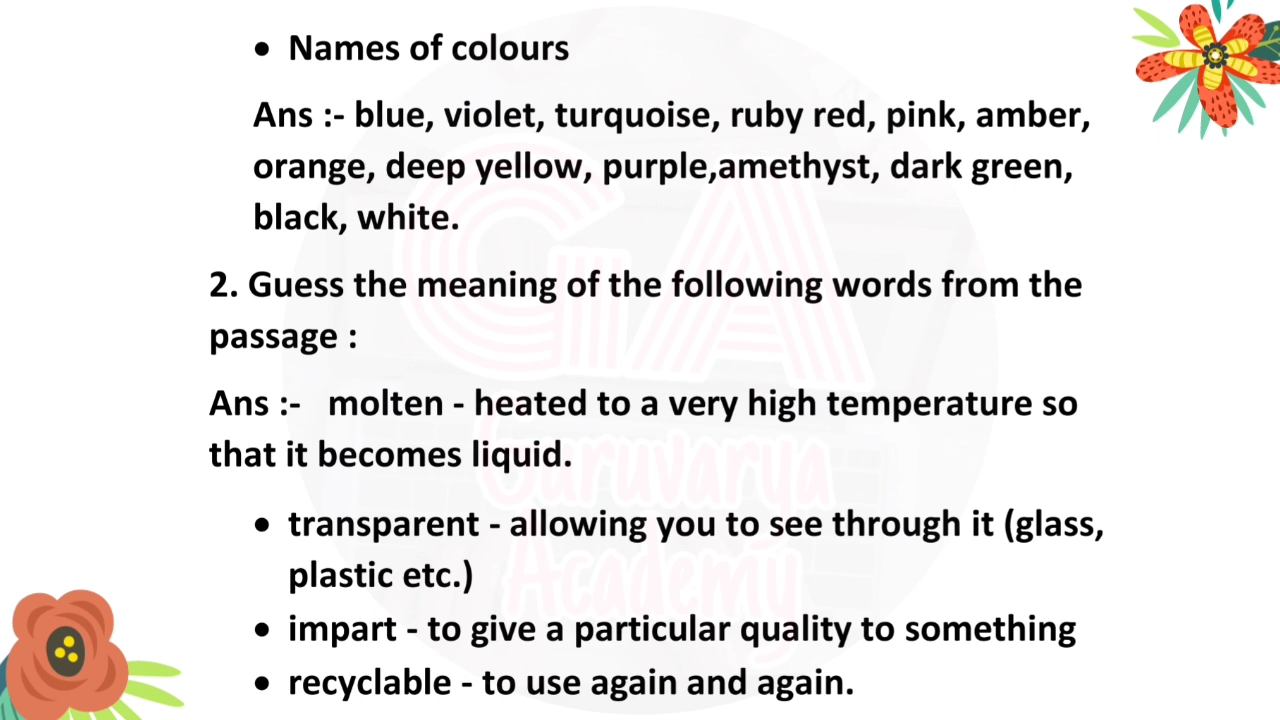 • Names of colours
Ans :- blue, violet, turquoise, ruby red, pink, amber,
orange, deep yellow, purple,amethyst, dark green,
black, white.
2. Guess the meaning of the following words from the
passage :
Ans :- molten - heated to a very high temperature so
that it becomes liquid.
• transparent - allowing you to see through it (glass,
plastic etc.)
• impart - to give a particular quality to something
• recyclable - to use again and again.
GA
Guruvarya
Academy